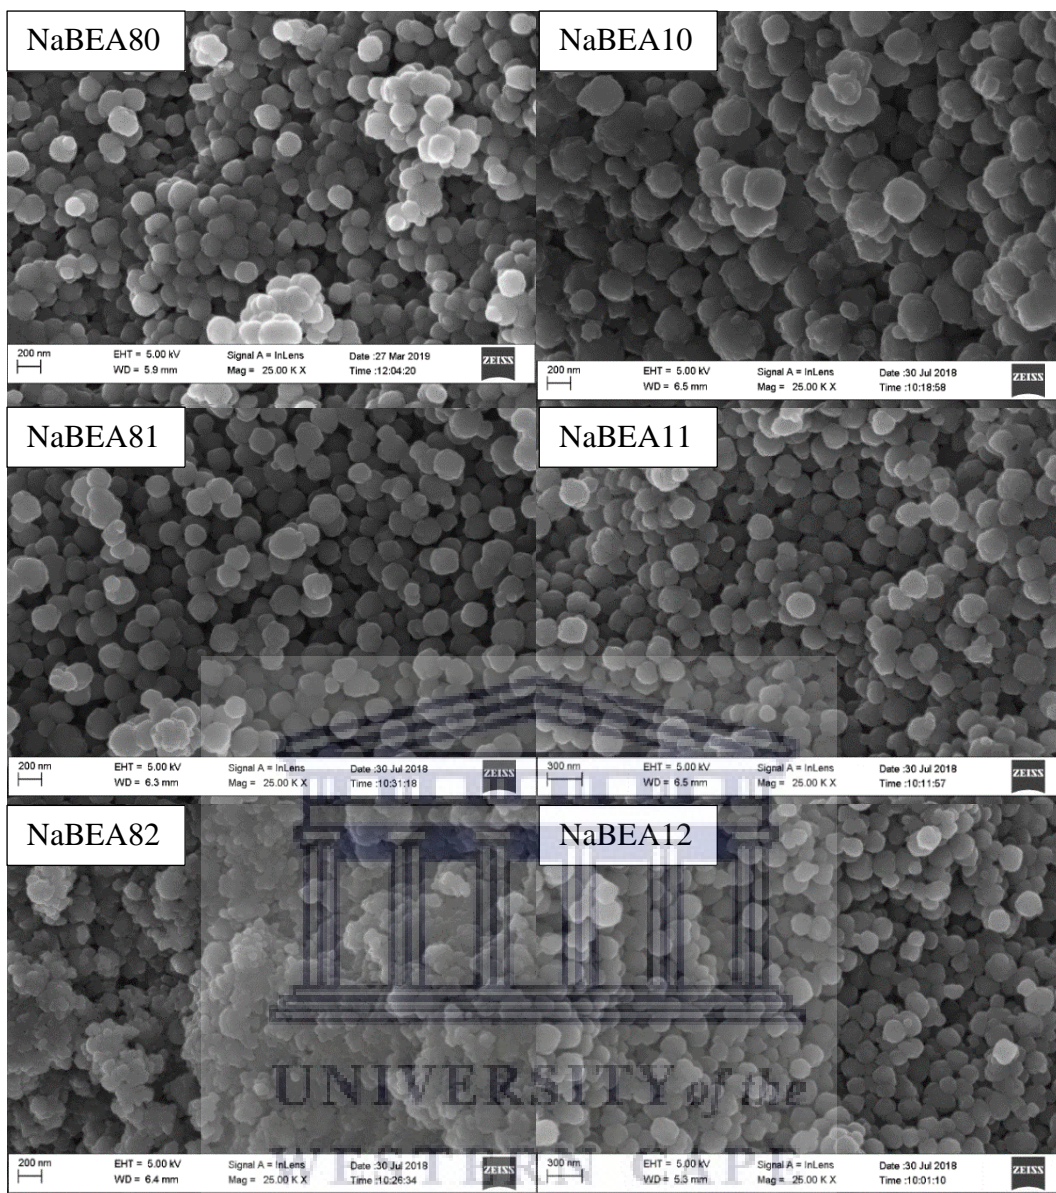 NaBEA80
NaBEA10
200 nm
EHT = 5.00 kV
WD = 5.9 mm
Signal A = InLens
Mag = 25.00 K X
Date :27 Mar 2019
Time :12:04:20
ZEISS
200 nm
EHT = 5.00 kV
WD = 6.5 mm
Signal A = InLens
Mag = 25.00 K X
Date :30 Jul 2018
Time :10:18:58
ZEISS
NaBEA81
NaBEA11
200 nm
EHT = 5.00 kV
WD = 6.3 mm
Signal A = InLens
Mag = 25.00 K X
Date :30 Jul 2018
Time :10:31:18
ZEISS
300 nm
EHT = 5.00 kV
WD = 6.5 mm
Signal A = InLens
Mag = 25.00 K X
Date :30 Jul 2018
Time :10:11:57
ZEISS
NaBEA82
NaBEA12
UNIVERSITY of the
WESTERN CAPE
200 nm
EHT = 5.00 kV
WD = 6.4 mm
Signal A = InLens
Mag = 25.00 K X
Date :30 Jul 2018
Time :10:26:34
ZEISS
300 nm
EHT = 5.00 kV
WD = 5.3 mm
Signal A = InLens
Mag = 25.00 K X
Date :30 Jul 2018
Time :10:01:10
ZEISS